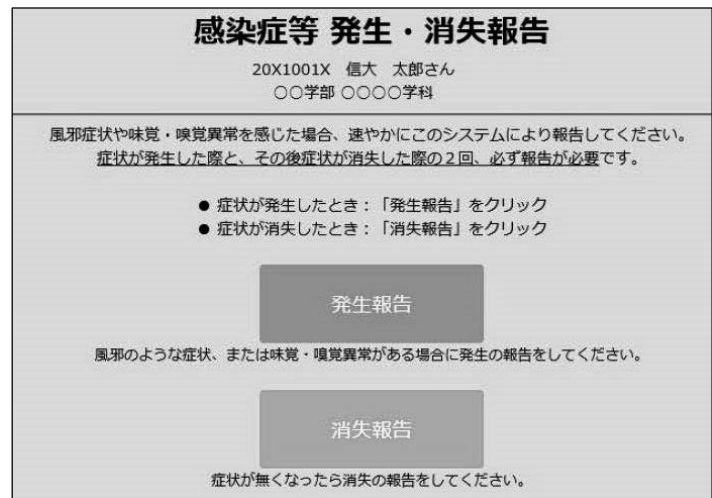 感染症等 発生・消失報告
20X1001X 信大 太郎さん
○○学部 ○○○○学科
風邪症状や味覚・嗅覚異常を感じた場合、速やかにこのシステムにより報告してください。
症状が発生した際と、その後症状が消失した際の2回、必ず報告が必要です。
● 症状が発生したとき：「発生報告」をクリック
● 症状が消失したとき：「消失報告」をクリック
発生報告
風邪のような症状、または味覚・嗅覚異常がある場合に発生の報告をしてください。
消失報告
症状が無くなったら消失の報告をしてください。